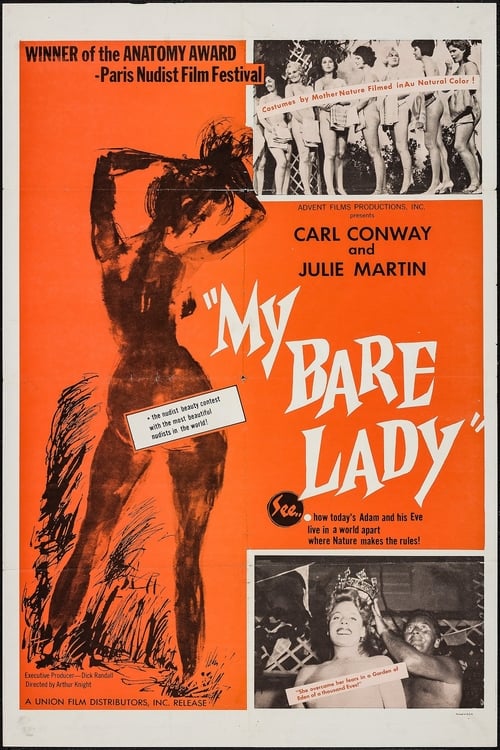 WINNER of the ANATOMY AWARD
-Paris Nudist Film Festival
Costumes by Mother Nature Filmed in Au Natural Color!
ADVENT FILMS PRODUCTIONS, INC.
presents
CARL CONWAY
and
JULIE MARTIN
"MY
BARE
LADY"
• the nudist beauty contest
with the most beautiful
nudists in the world!
See...
how today's Adam and his Eve
live in a world apart
where Nature makes the rules!
"She overcame her fears in a Garden of
Eden of a thousand Eves!"
Executive Producer—Dick Randall
Directed by Arthur Knight
A UNION FILM DISTRIBUTORS, INC. RELEASE